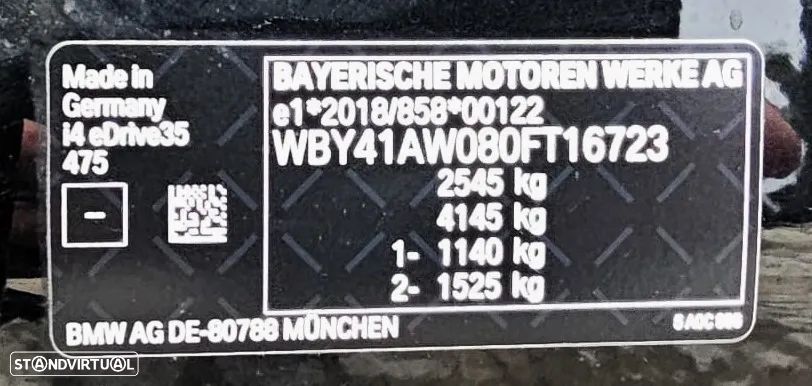 Made in
Germany
i4 eDrive35
475
-
BAYERISCHE MOTOREN WERKE AG
e1*2018/858*00122
WBY41AW080FT16723
2545 kg
4145 kg
1- 1140 kg
2- 1525 kg
BMW AG DE-80788 MÜNCHEN
STANDVIRTUAL